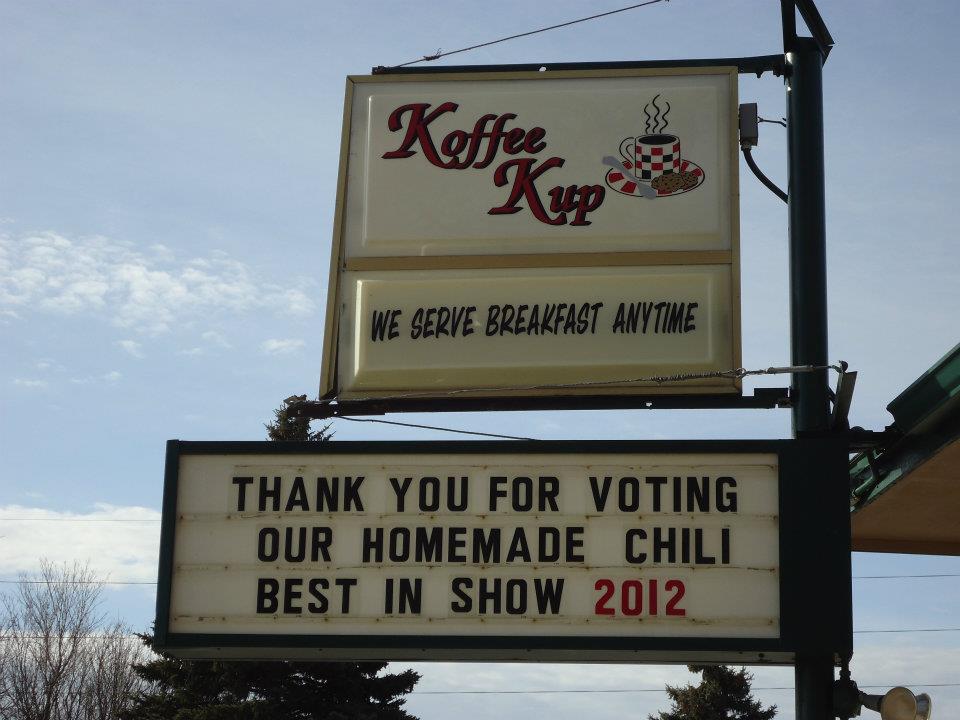 Koffee
Kup
WE SERVE BREAKFAST ANYTIME
THANK YOU FOR VOTING
OUR HOMEMADE CHILI
BEST IN SHOW 2012